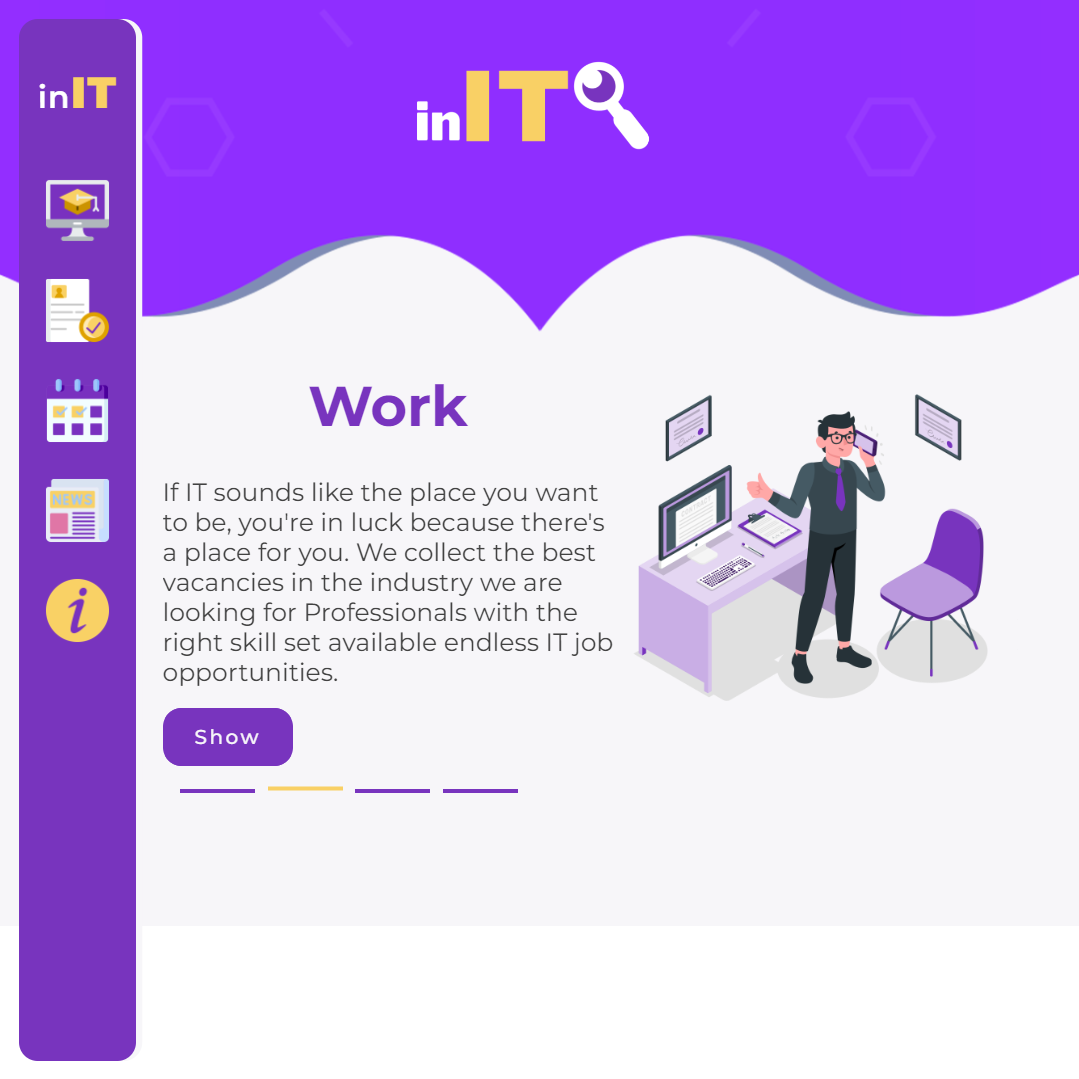 inIT
inIT
NEWS
i
Work
If IT sounds like the place you want
to be, you're in luck because there's
a place for you. We collect the best
vacancies in the industry we are
looking for Professionals with the
right skill set available endless IT job
opportunities.
Show